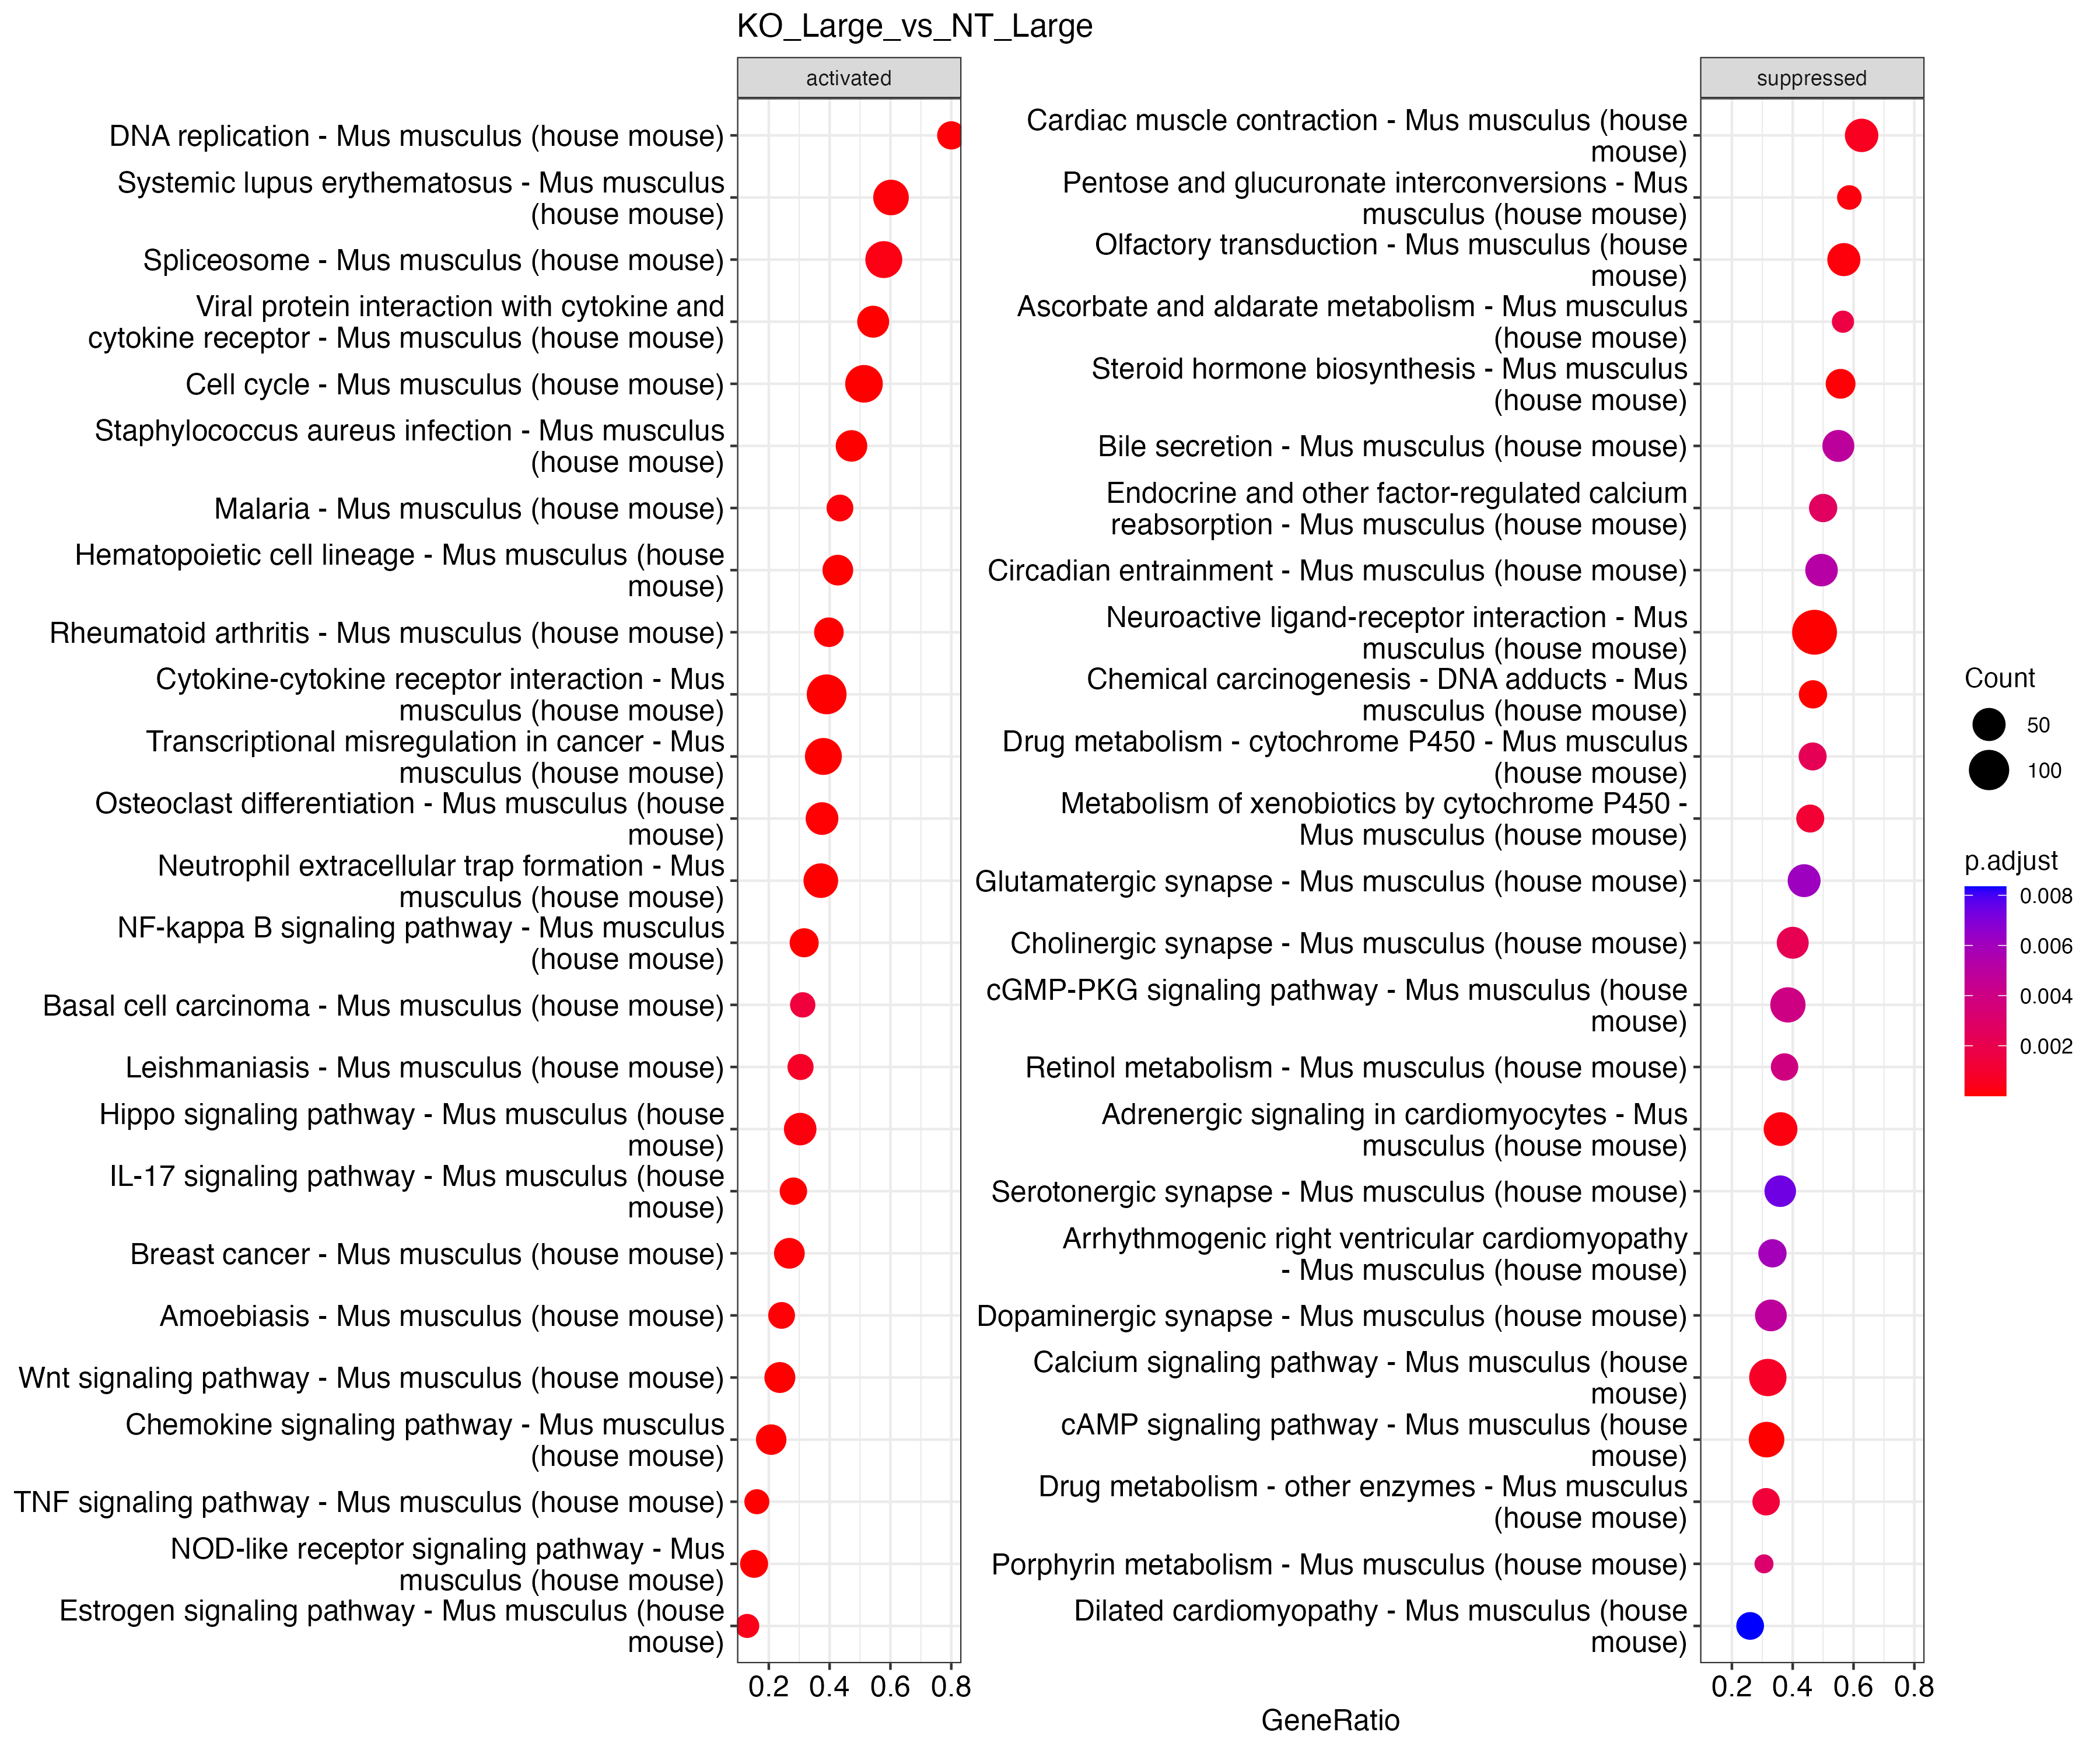 KO_Large_vs_NT_Large
activated
DNA replication - Mus musculus (house mouse)
Systemic lupus erythematosus - Mus musculus
(house mouse)
Spliceosome - Mus musculus (house mouse)
Viral protein interaction with cytokine and
cytokine receptor - Mus musculus (house mouse)
Cell cycle - Mus musculus (house mouse)
Staphylococcus aureus infection - Mus musculus
(house mouse)
Malaria - Mus musculus (house mouse)
Hematopoietic cell lineage - Mus musculus (house
mouse)
Rheumatoid arthritis - Mus musculus (house mouse)
Cytokine-cytokine receptor interaction - Mus
musculus (house mouse)
Transcriptional misregulation in cancer - Mus
musculus (house mouse)
Osteoclast differentiation - Mus musculus (house
mouse)
Neutrophil extracellular trap formation - Mus
musculus (house mouse)
NF-kappa B signaling pathway - Mus musculus
(house mouse)
Basal cell carcinoma - Mus musculus (house mouse)
Leishmaniasis - Mus musculus (house mouse)
Hippo signaling pathway - Mus musculus (house
mouse)
IL-17 signaling pathway - Mus musculus (house
mouse)
Breast cancer - Mus musculus (house mouse)
Amoebiasis - Mus musculus (house mouse)
Wnt signaling pathway - Mus musculus (house mouse)
Chemokine signaling pathway - Mus musculus
(house mouse)
TNF signaling pathway - Mus musculus (house mouse)
NOD-like receptor signaling pathway - Mus
musculus (house mouse)
Estrogen signaling pathway - Mus musculus (house
mouse)
0.2 0.4 0.6 0.8
suppressed
Cardiac muscle contraction - Mus musculus (house
mouse)
Pentose and glucuronate interconversions - Mus
musculus (house mouse)
Olfactory transduction - Mus musculus (house
mouse)
Ascorbate and aldarate metabolism - Mus musculus
(house mouse)
Steroid hormone biosynthesis - Mus musculus
(house mouse)
Bile secretion - Mus musculus (house mouse)
Endocrine and other factor-regulated calcium
reabsorption - Mus musculus (house mouse)
Circadian entrainment - Mus musculus (house mouse)
Neuroactive ligand-receptor interaction - Mus
musculus (house mouse)
Chemical carcinogenesis - DNA adducts - Mus
musculus (house mouse)
Drug metabolism - cytochrome P450 - Mus musculus
(house mouse)
Metabolism of xenobiotics by cytochrome P450 -
Mus musculus (house mouse)
Glutamatergic synapse - Mus musculus (house mouse)
Cholinergic synapse - Mus musculus (house mouse)
cGMP-PKG signaling pathway - Mus musculus (house
mouse)
Retinol metabolism - Mus musculus (house mouse)
Adrenergic signaling in cardiomyocytes - Mus
musculus (house mouse)
Serotonergic synapse - Mus musculus (house mouse)
Arrhythmogenic right ventricular cardiomyopathy
- Mus musculus (house mouse)
Dopaminergic synapse - Mus musculus (house mouse)
Calcium signaling pathway - Mus musculus (house
mouse)
cAMP signaling pathway - Mus musculus (house
mouse)
Drug metabolism - other enzymes - Mus musculus
(house mouse)
Porphyrin metabolism - Mus musculus (house mouse)
Dilated cardiomyopathy - Mus musculus (house
mouse)
0.2 0.4 0.6 0.8
GeneRatio
Count
50
100
p.adjust
0.008
0.006
0.004
0.002